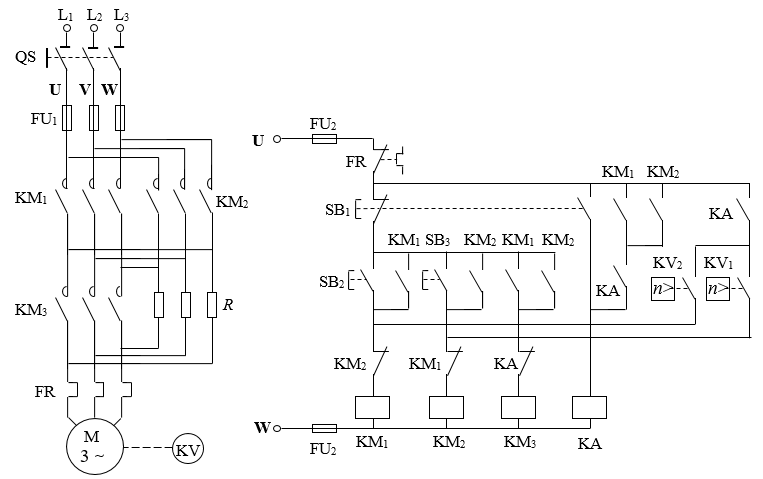 L1 L2 L3
QS
U V W
FU1
KM1
KM2
KM3
R
FR
M
3 ~
KV
U
FU2
FR
KM1 KM2
SB1
KA
KM1 SB3 KM2 KM1 KM2
KV2 KV1
SB2
KA
n> n>
KM2 KM1 KA
W
FU2
KM1 KM2 KM3 KA